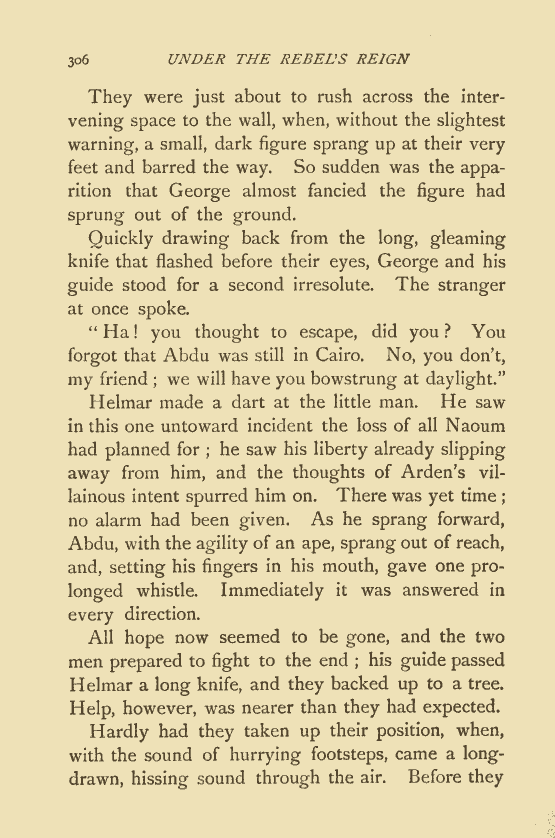 306 UNDER THE REBEL'S REIGN
They were just about to rush across the inter-
vening space to the wall, when, without the slightest
warning, a small, dark figure sprang up at their very
feet and barred the way. So sudden was the appa-
rition that George almost fancied the figure had
sprung out of the ground.
Quickly drawing back from the long, gleaming
knife that flashed before their eyes, George and his
guide stood for a second irresolute. The stranger
at once spoke.
"Ha! you thought to escape, did you? You
forgot that Abdu was still in Cairo. No, you don't,
my friend; we will have you bowstrung at daylight."
Helmar made a dart at the little man. He saw
in this one untoward incident the loss of all Naoum
had planned for; he saw his liberty already slipping
away from him, and the thoughts of Arden's vil-
lainous intent spurred him on. There was yet time;
no alarm had been given. As he sprang forward,
Abdu, with the agility of an ape, sprang out of reach,
and, setting his fingers in his mouth, gave one pro-
longed whistle. Immediately it was answered in
every direction.
All hope now seemed to be gone, and the two
men prepared to fight to the end; his guide passed
Helmar a long knife, and they backed up to a tree.
Help, however, was nearer than they had expected.
Hardly had they taken up their position, when,
with the sound of hurrying footsteps, came a long-
drawn, hissing sound through the air. Before they